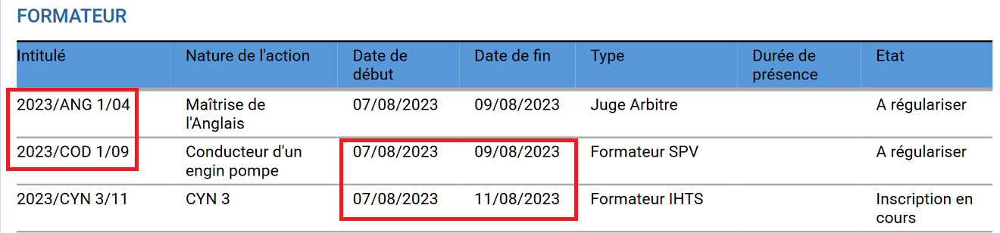 FORMATEUR
Intitulé Nature de l'action Date de début Date de fin Type Durée de présence Etat
2023/ANG 1/04 Maîtrise de l'Anglais 07/08/2023 09/08/2023 Juge Arbitre A régulariser
2023/COD 1/09 Conducteur d'un engin pompe 07/08/2023 09/08/2023 Formateur SPV A régulariser
2023/CYN 3/11 CYN 3 07/08/2023 11/08/2023 Formateur IHTS Inscription en cours